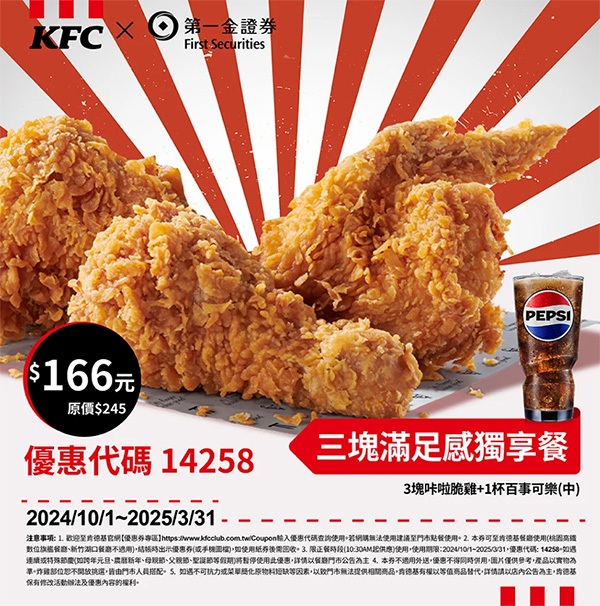 KFC × 第一金證券
First Securities
PEPSI
$166元
原價$245
優惠代碼 14258
三塊滿足感獨享餐
3塊咔啦脆雞+1杯百事可樂(中)
2024/10/1~2025/3/31
注意事項: 1. 歡迎至肯德基官網【優惠券專區】https://www.kfcclub.com.tw/Coupon輸入優惠代碼查詢使用。若網購無法使用建議至門市點餐使用。2. 本券可至肯德基餐廳使用(桃園高鐵
數位旗艦餐廳、新竹湖口餐廳不適用)。結帳時出示優惠券(或手機圖檔)，如使用紙券後需回收。3. 限正餐時段(10:30AM起供應)使用，使用期限：2024/10/1~2025/3/31，優惠代碼：14258。如遇
連續或特殊節慶(如跨年元旦、農曆新年、母親節、父親節、聖誕節等假期)將暫停使用此優惠，詳情以餐廳門市公告為主 4. 本券不適用外送，優惠不得同時併用。圖片僅供參考，產品以實物為
準。炸雞部位恕不開放挑選，皆由門市人員搭配。 5. 如遇不可抗力或菜單簡化原物料短缺等因素，以致門市無法提供相關商品，肯德基有權以等值商品替代，詳情請以店內公告為主。肯德基
保有修改活動辦法及優惠內容的權利。